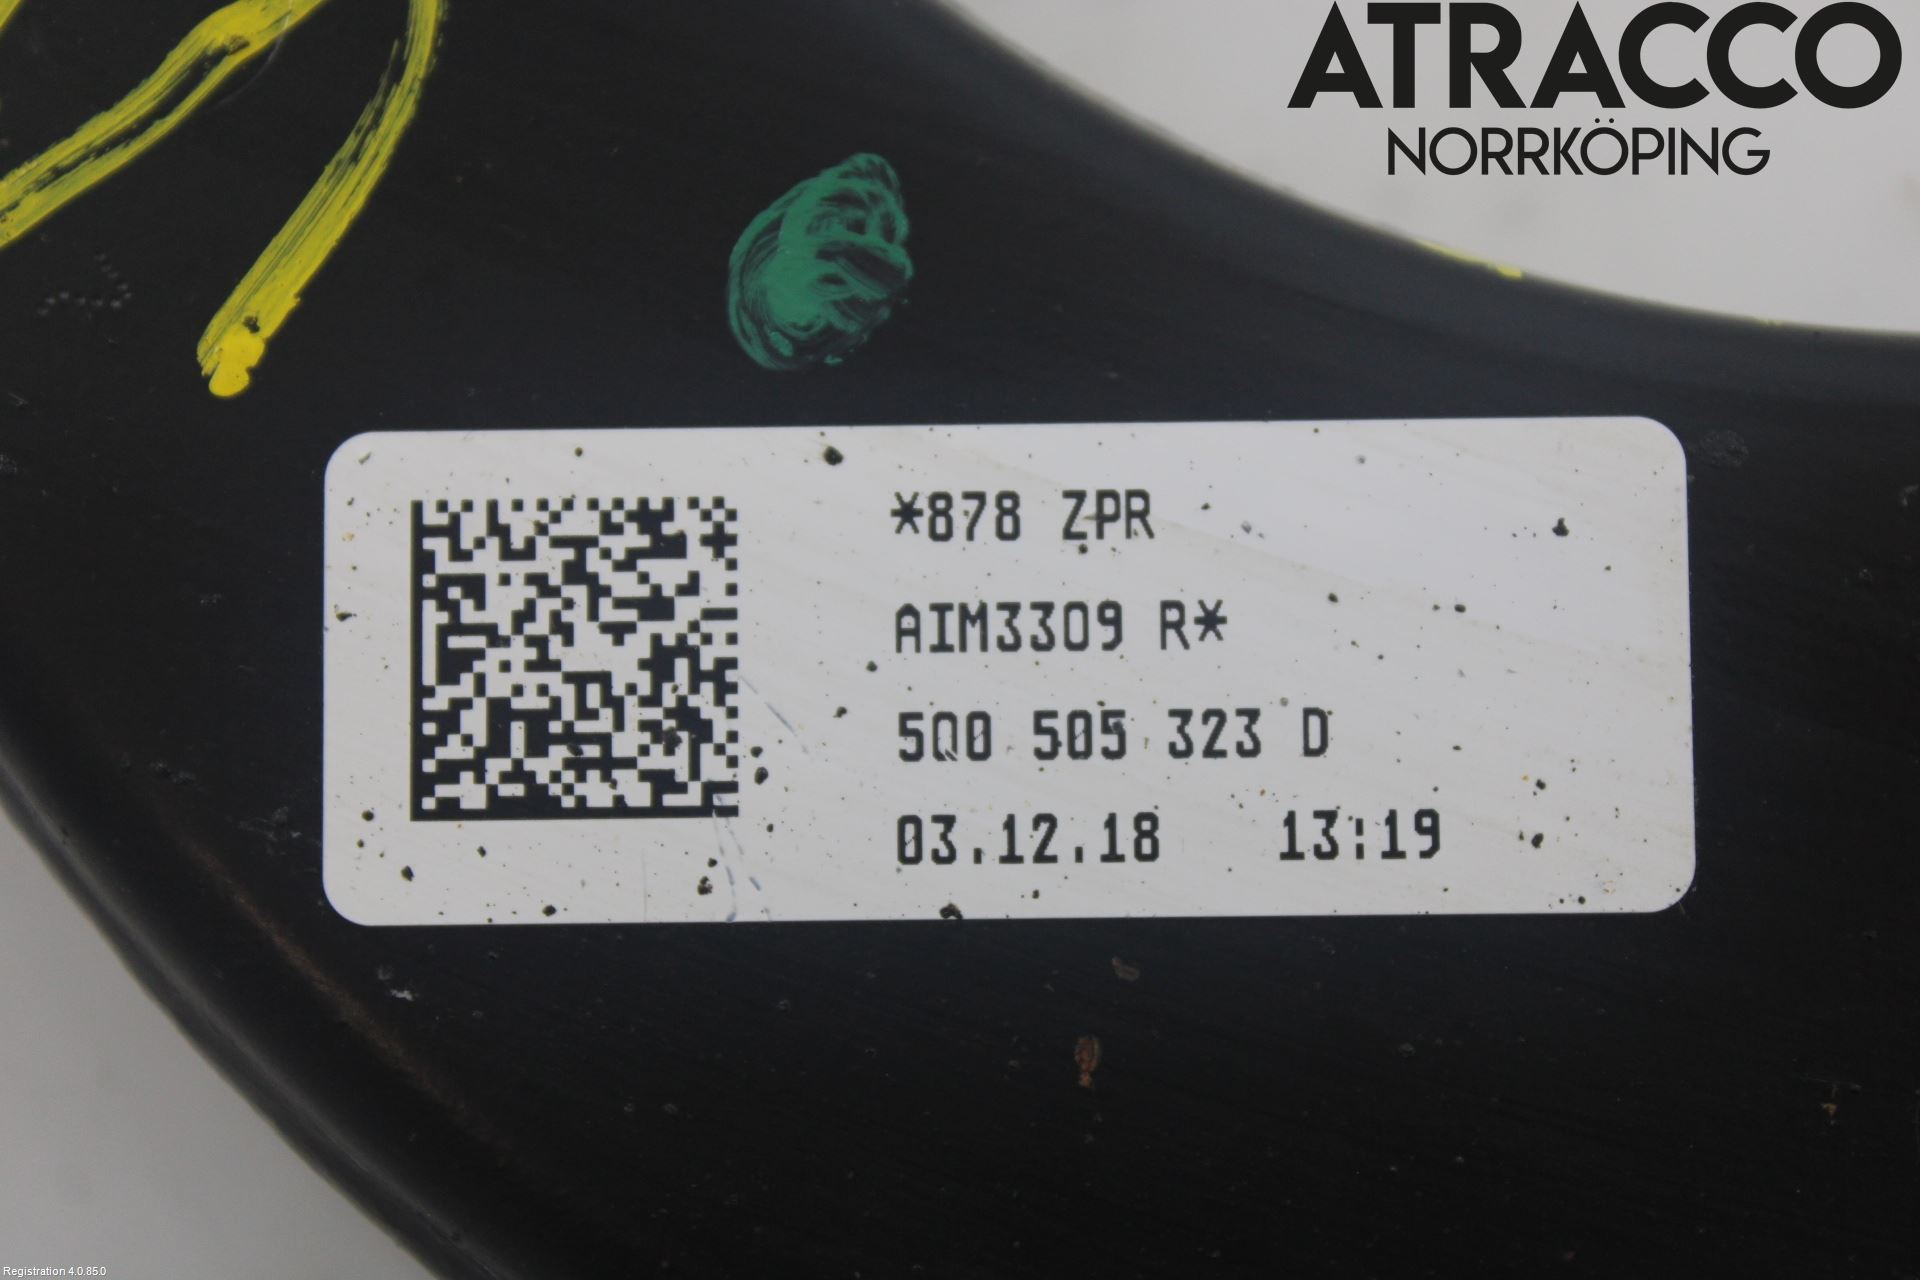 ATRACCO
NORRKÖPING
*878 ZPR
AIM3309 R*
5Q0 505 323 D
03.12.18 13:19
Registration 4.0.85.0